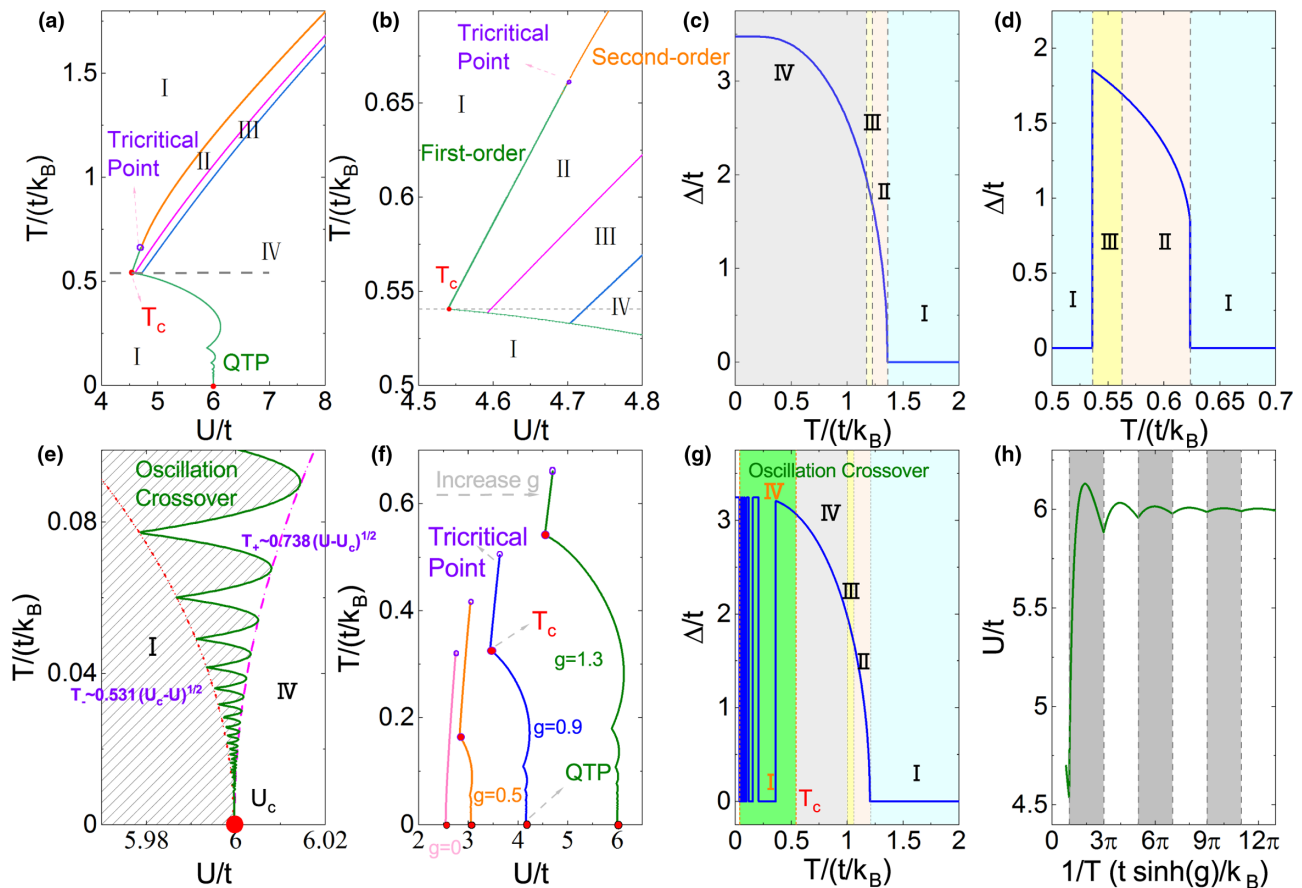 (a)
T/(t/k_B)
1.5
1
0.5
0
4
5
6
7
8
U/t
Ⅰ
Tricritical
Point
Ⅱ
Ⅲ
Ⅳ
T_c
Ⅰ
QTP
(b)
T/(t/k_B)
0.65
0.6
0.55
0.5
4.5
4.6
4.7
4.8
U/t
Tricritical
Point
Second-order
Ⅰ
First-order
Ⅱ
Ⅲ
T_c
Ⅳ
Ⅰ
(c)
Δ/t
3
2
1
0
0
0.5
1
1.5
2
T/(t/k_B)
Ⅳ
Ⅲ
Ⅱ
Ⅰ
(d)
Δ/t
2
1.5
1
0.5
0
0.5
0.55
0.6
0.65
0.7
T/(t/k_B)
Ⅰ
Ⅲ
Ⅱ
Ⅰ
(e)
T/(t/k_B)
0.08
0.04
0
5.98
6
6.02
U/t
Oscillation
Crossover
T_+~0.738(U-U_c)^1/2
Ⅰ
T_-~0.531(U_c-U)^1/2
Ⅳ
U_c
(f)
T/(t/k_B)
0.6
0.4
0.2
0
2
3
4
5
6
U/t
Increase g
Tricritical
Point
T_c
g=1.3
g=0.9
QTP
g=0.5
g=0
(g)
Δ/t
3
2
1
0
0
0.5
1
1.5
2
T/(t/k_B)
Oscillation Crossover
Ⅳ
Ⅳ
Ⅲ
Ⅱ
Ⅰ
Ⅰ
T_c
(h)
U/t
6
5.5
5
4.5
0
3π
6π
9π
12π
1/T (t sinh(g)/k_B)